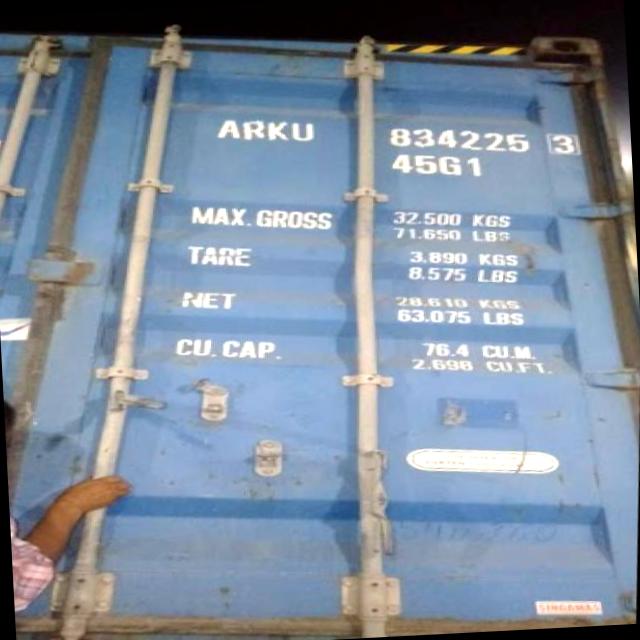 ARKU 834225 3
45G1
MAX. GROSS 32.500 KGS
71.650 LBS
TARE 3.890 KGS
8.575 LBS
NET 28.610 KGS
63.075 LBS
CU. CAP. 76.4 CU.M.
2.698 CU.FT.
SINGAMAS